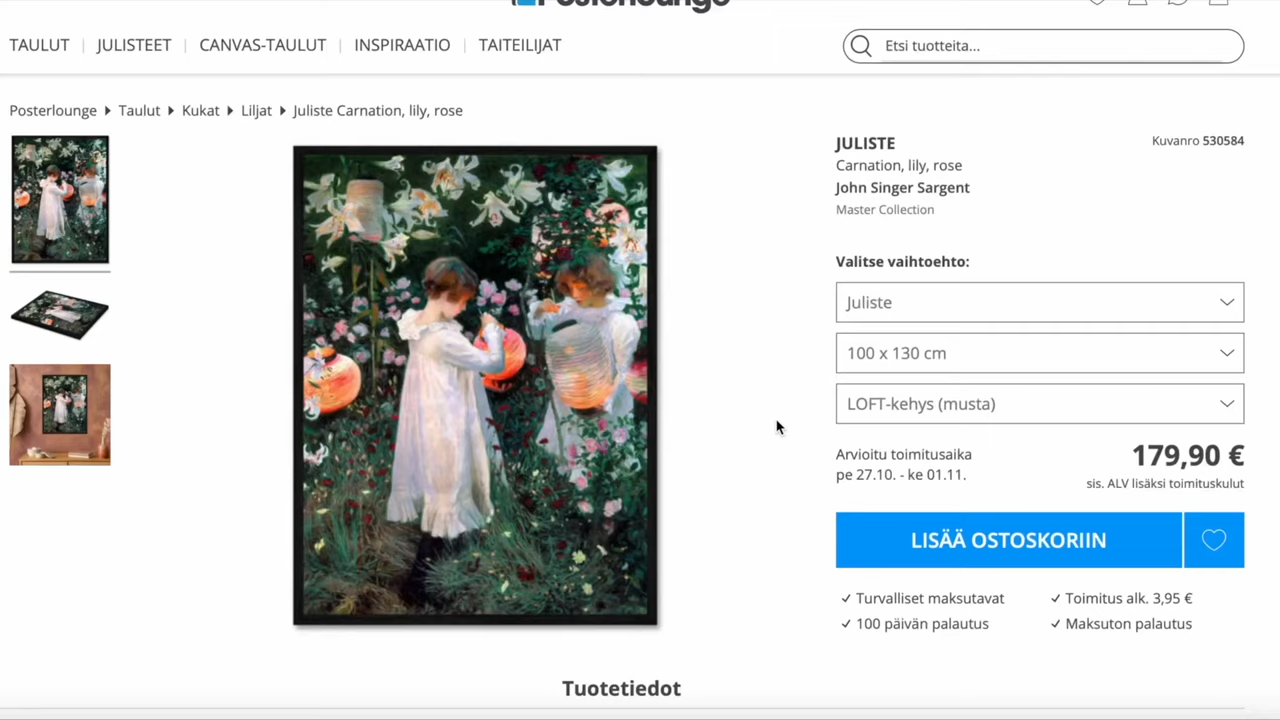 Posterlounge
TAULUT
JULISTEET
CANVAS-TAULUT
INSPIRAATIO
TAITEILIJAT
Etsi tuotteita...
Posterlounge
Taulut
Kukat
Liljat
Juliste Carnation, lily, rose
JULISTE
Kuvanro 530584
Carnation, lily, rose
John Singer Sargent
Master Collection
Valitse vaihtoehto:
Juliste
100 x 130 cm
LOFT-kehys (musta)
Arvioitu toimitusaika
pe 27.10. - ke 01.11.
179,90 €
sis. ALV lisäksi toimituskulut
LISÄÄ OSTOSKORIIN
✓ Turvalliset maksutavat
✓ Toimitus alk. 3,95 €
✓ 100 päivän palautus
✓ Maksuton palautus
Tuotetiedot